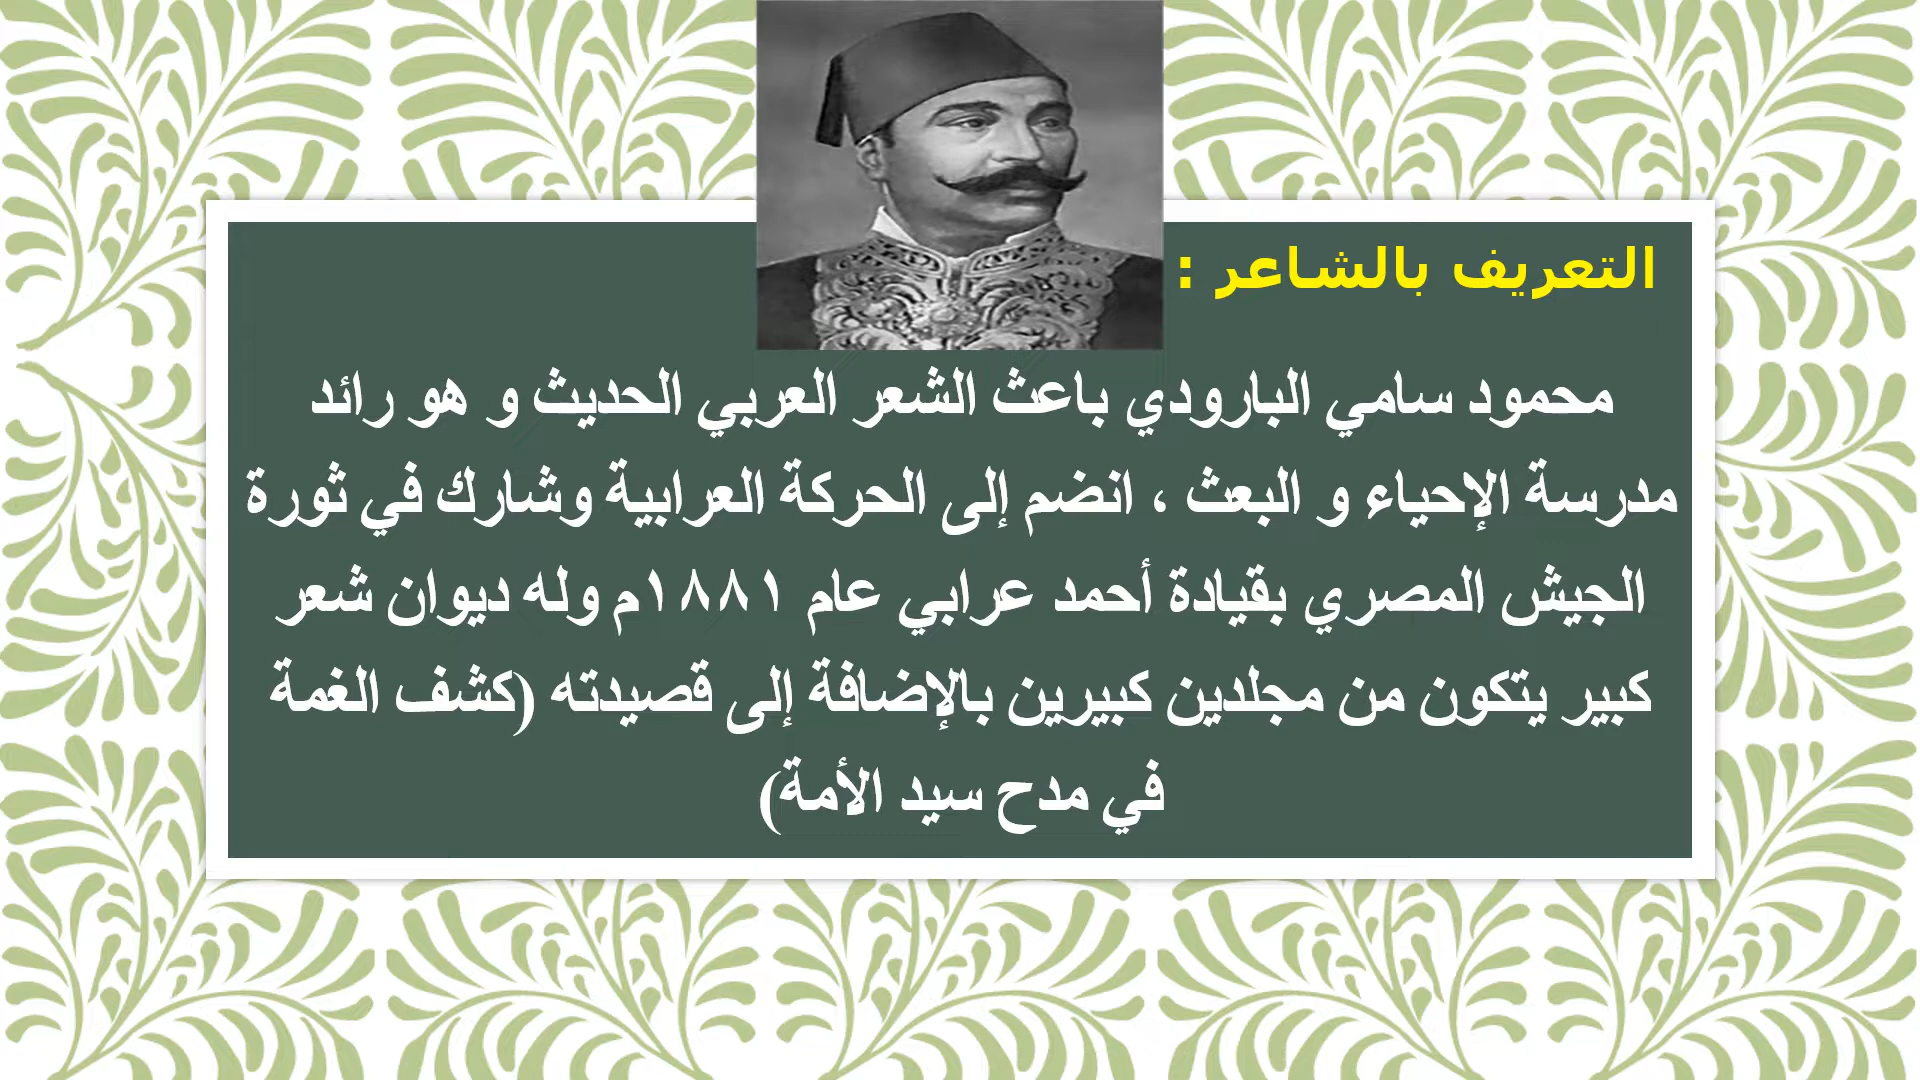 التعريف بالشاعر :
محمود سامي البارودي باعث الشعر العربي الحديث و هو رائد
مدرسة الإحياء و البعث ، انضم إلى الحركة العرابية وشارك في ثورة
الجيش المصري بقيادة أحمد عرابي عام ١٨٨١م وله ديوان شعر
كبير يتكون من مجلدين كبيرين بالإضافة إلى قصيدته (كشف الغمة
في مدح سيد الأمة)